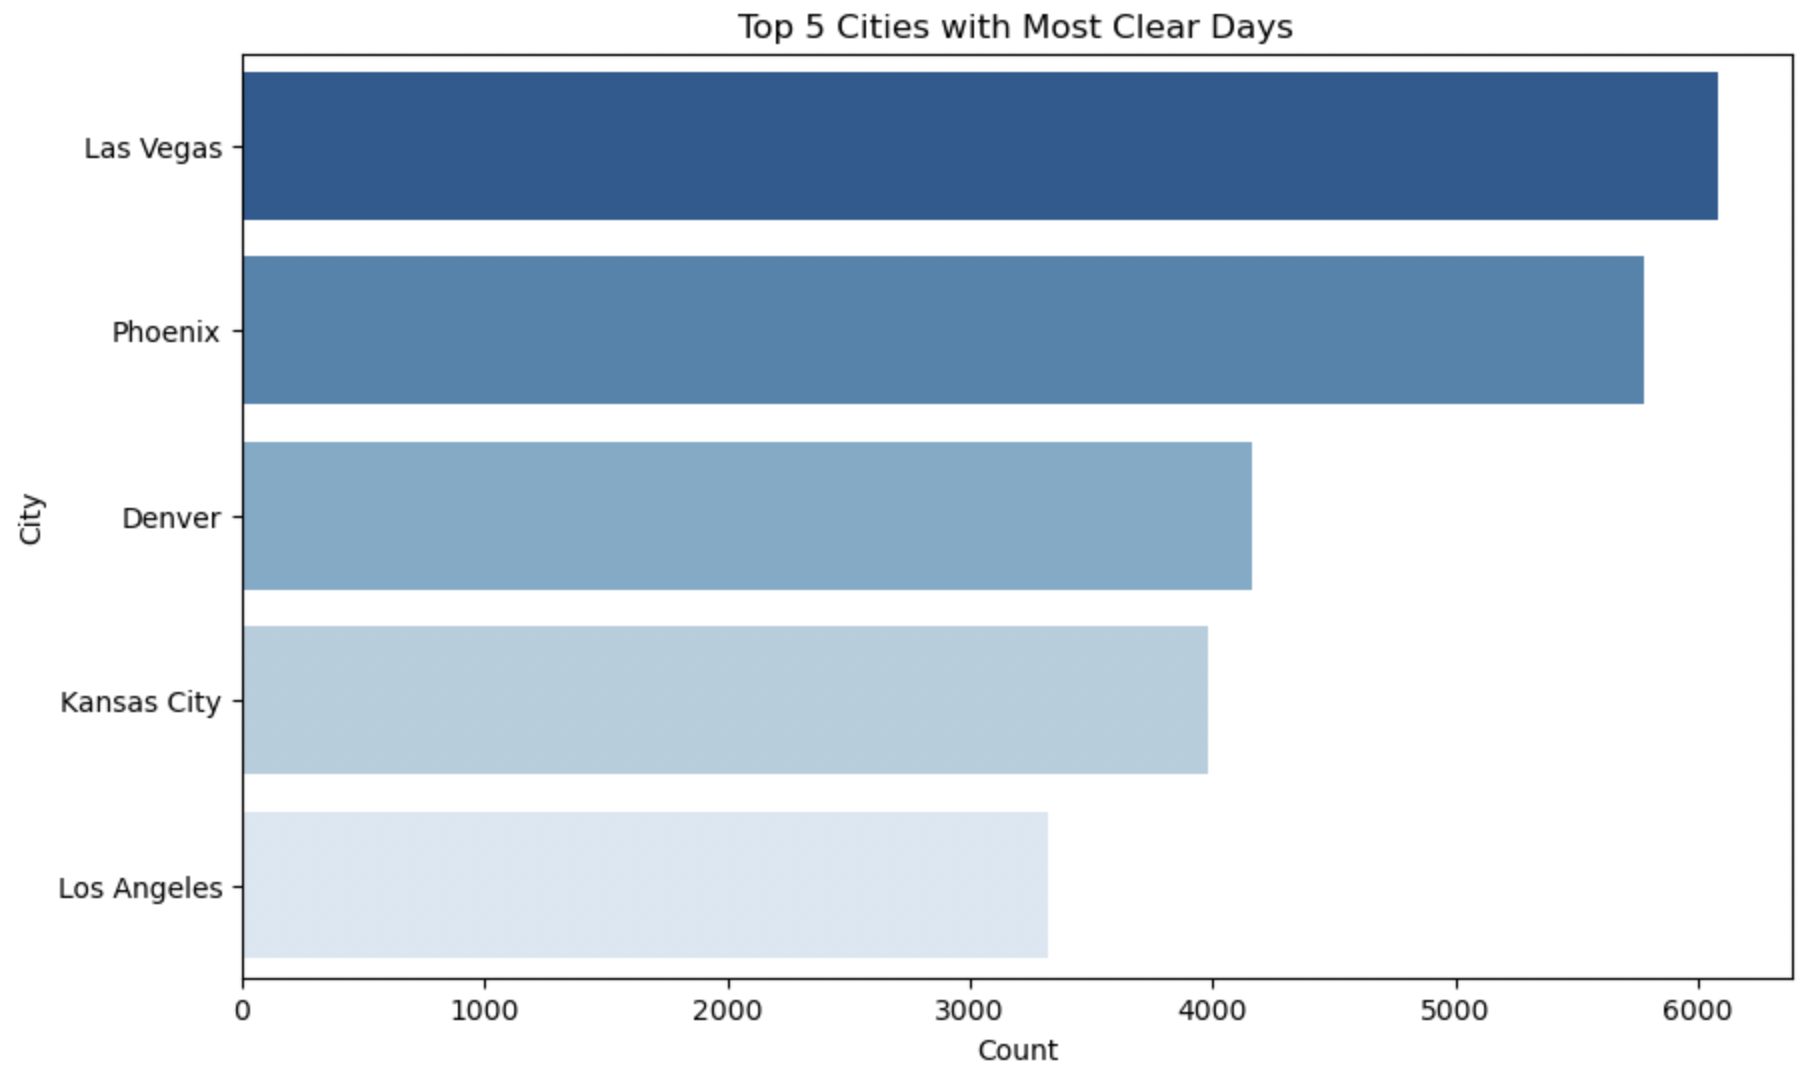 Top 5 Cities with Most Clear Days
City
Las Vegas
Phoenix
Denver
Kansas City
Los Angeles
0 1000 2000 3000 4000 5000 6000
Count